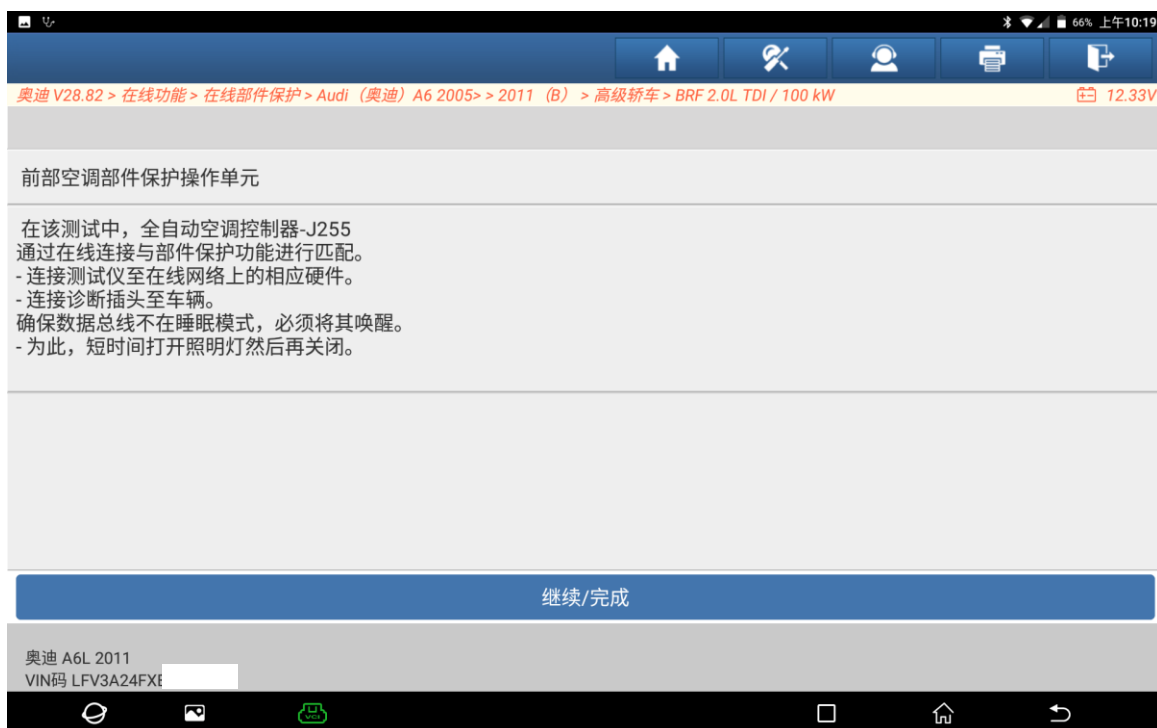 66% 上午10:19
奥迪 V28.82 > 在线功能 > 在线部件保护 > Audi（奥迪）A6 2005> > 2011（B） > 高级轿车 > BRF 2.0L TDI / 100 kW
12.33V
前部空调部件保护操作单元
在该测试中，全自动空调控制器-J255
通过在线连接与部件保护功能进行匹配。
- 连接测试仪至在线网络上的相应硬件。
- 连接诊断插头至车辆。
确保数据总线不在睡眠模式，必须将其唤醒。
- 为此，短时间打开照明灯然后再关闭。
继续/完成
奥迪 A6L 2011
VIN码 LFV3A24FXE
VCI